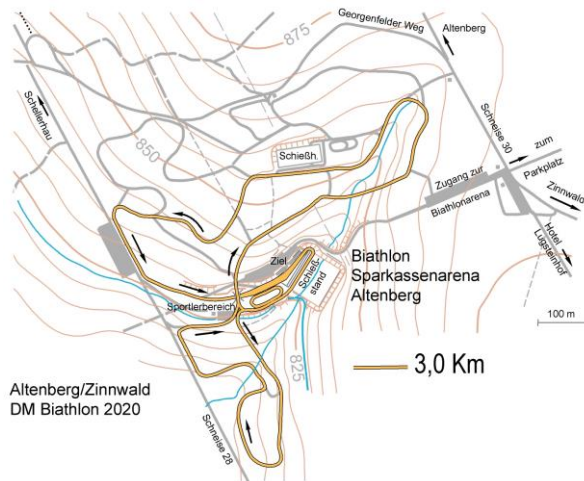 Georgenfelder Weg
875
Altenberg
Schellerhau
Schneise 30
850
Schießh.
zum
Parkplatz
Zugang zur
Biathlonarena
Zinnwald
Hotel
Lugsteinhof
Ziel
Schieß-
stand
Biathlon
Sparkassenarena
Altenberg
Sportlerbereich
100 m
825
3,0 Km
Altenberg/Zinnwald
DM Biathlon 2020
Schneise 28